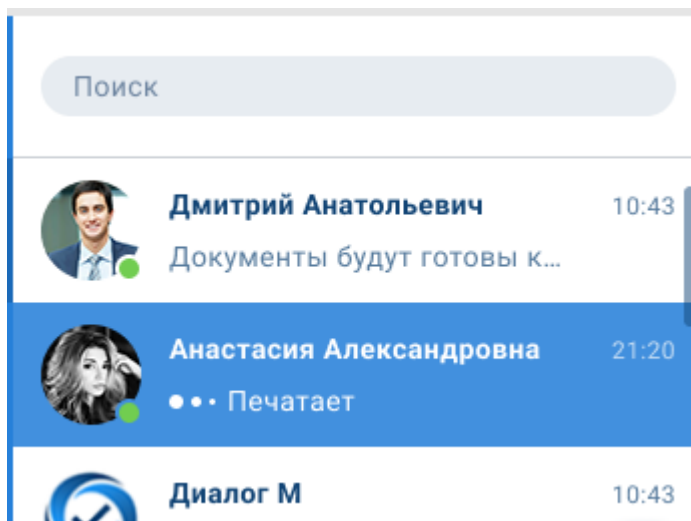 Поиск
Дмитрий Анатольевич 10:43
Документы будут готовы к...
Анастасия Александровна 21:20
Печатает
Диалог М 10:43